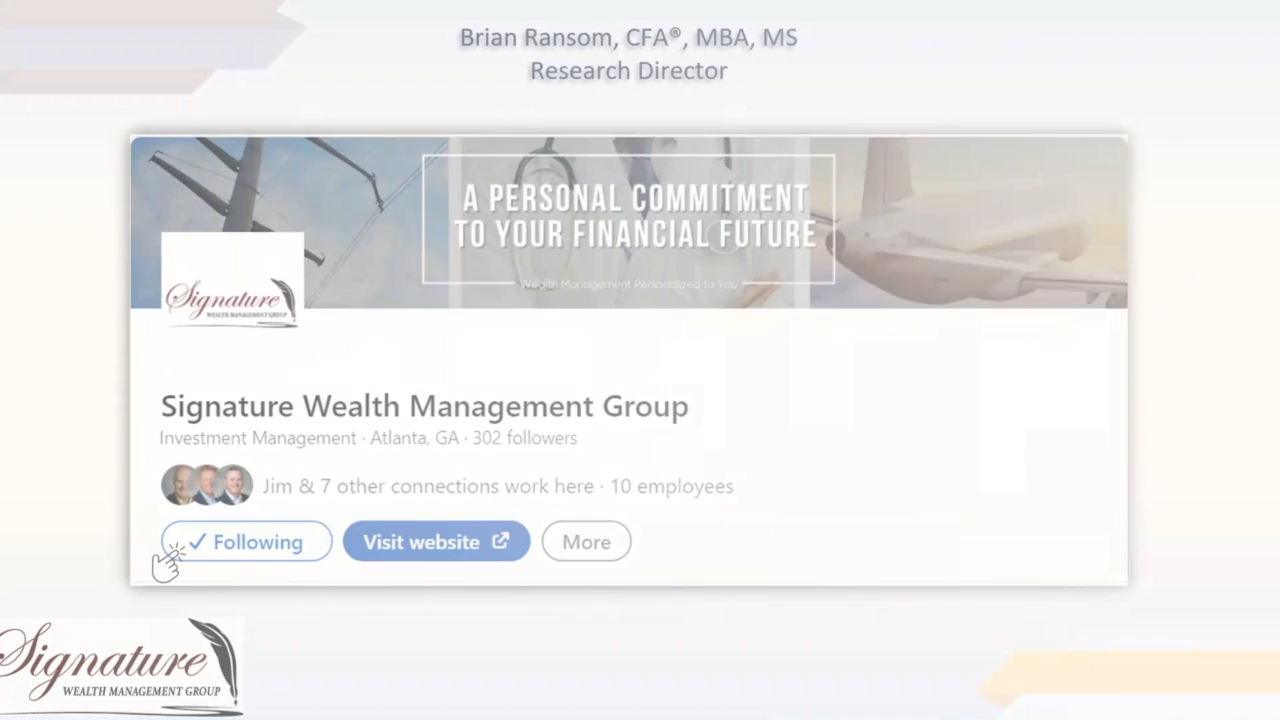 Brian Ransom, CFA®, MBA, MS
Research Director
A PERSONAL COMMITMENT
TO YOUR FINANCIAL FUTURE
Wealth Management Personalized to You
Signature
WEALTH MANAGEMENT GROUP
Signature Wealth Management Group
Investment Management · Atlanta, GA · 302 followers
Jim & 7 other connections work here · 10 employees
Following
Visit website
More
Signature
WEALTH MANAGEMENT GROUP